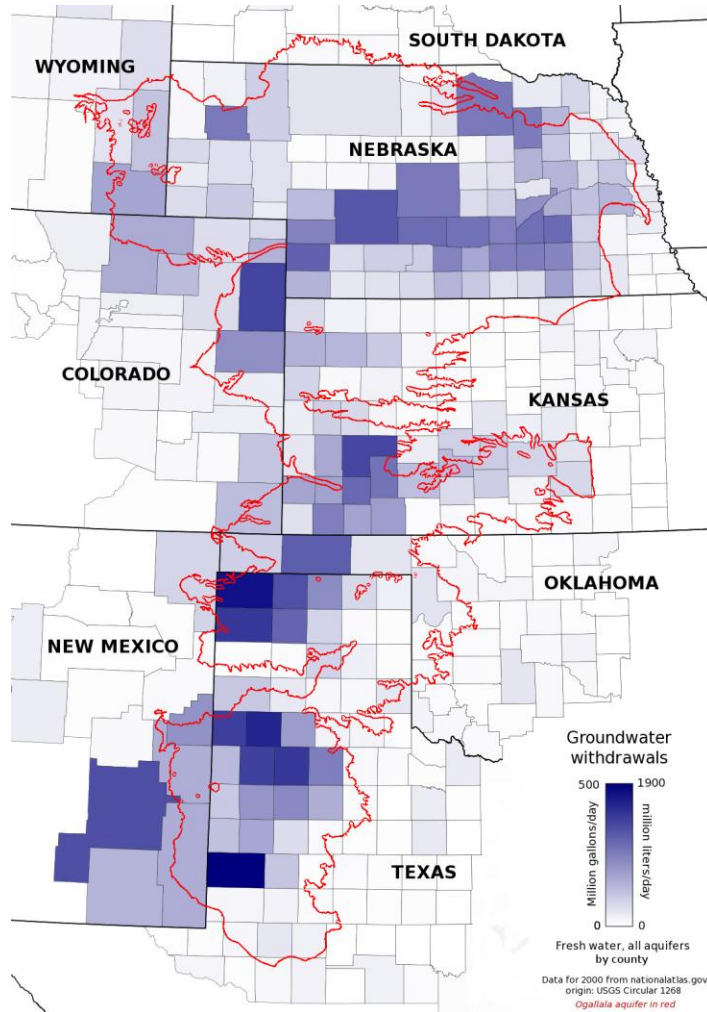 SOUTH DAKOTA
WYOMING
NEBRASKA
COLORADO
KANSAS
OKLAHOMA
NEW MEXICO
TEXAS
Groundwater
withdrawals
500
1900
Million gallons/day
million liters/day
0
0
Fresh water, all aquifers
by county
Data for 2000 from nationalatlas.gov
origin: USGS Circular 1268
Ogallala aquifer in red